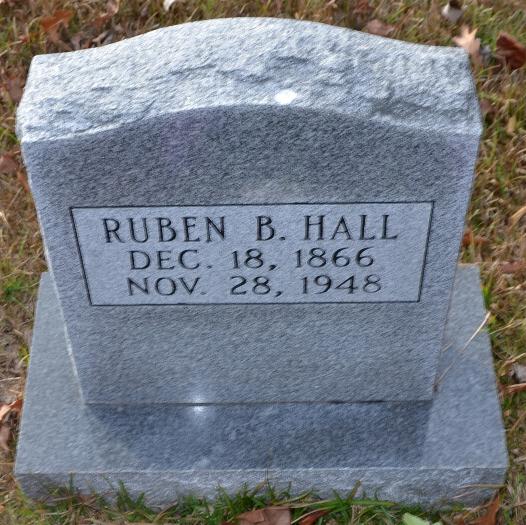 RUBEN B. HALL
DEC. 18, 1866
NOV. 28, 1948